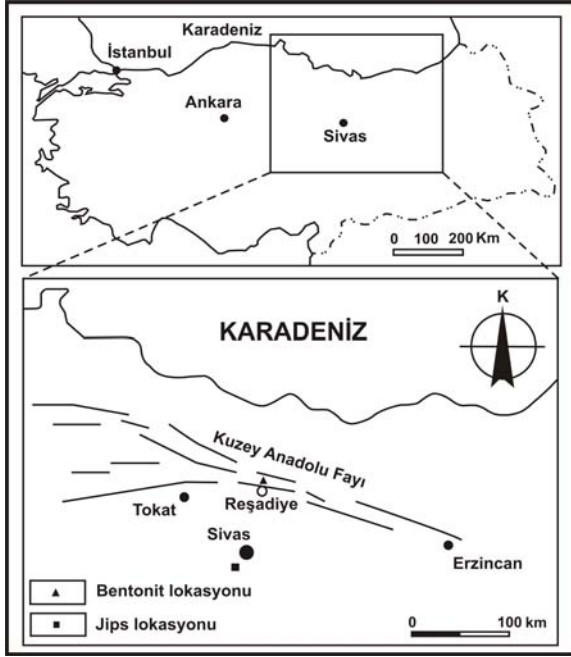 Karadeniz
İstanbul
Ankara
Sivas
0 100 200 Km
KARADENİZ
K
Kuzey Anadolu Fayı
Tokat
Reşadiye
Sivas
Erzincan
Bentonit lokasyonu
Jips lokasyonu
0 100 km